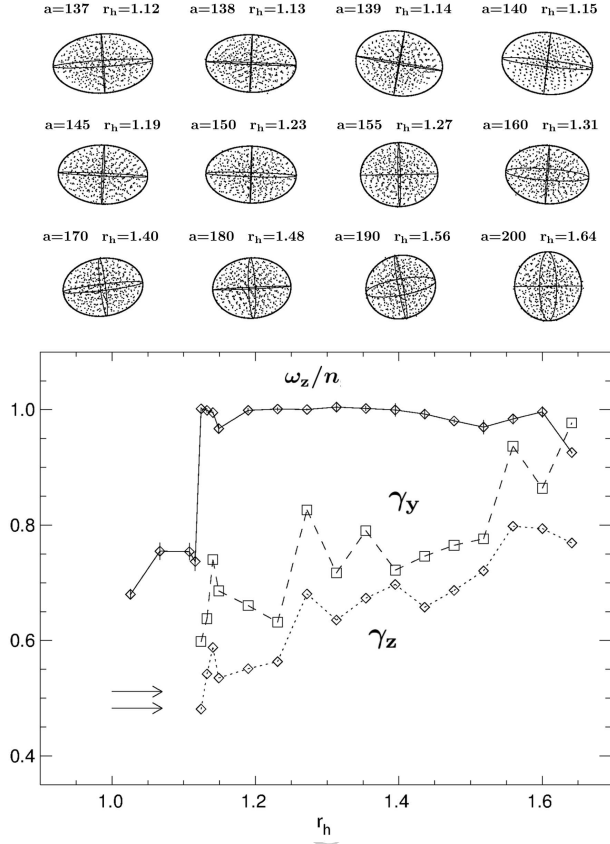 a=137 r_h=1.12 a=138 r_h=1.13 a=139 r_h=1.14 a=140 r_h=1.15
a=145 r_h=1.19 a=150 r_h=1.23 a=155 r_h=1.27 a=160 r_h=1.31
a=170 r_h=1.40 a=180 r_h=1.48 a=190 r_h=1.56 a=200 r_h=1.64
ω_z/n
1.0
γ_y
0.8
γ_z
0.6
0.4
1.0 1.2 1.4 1.6
r_h